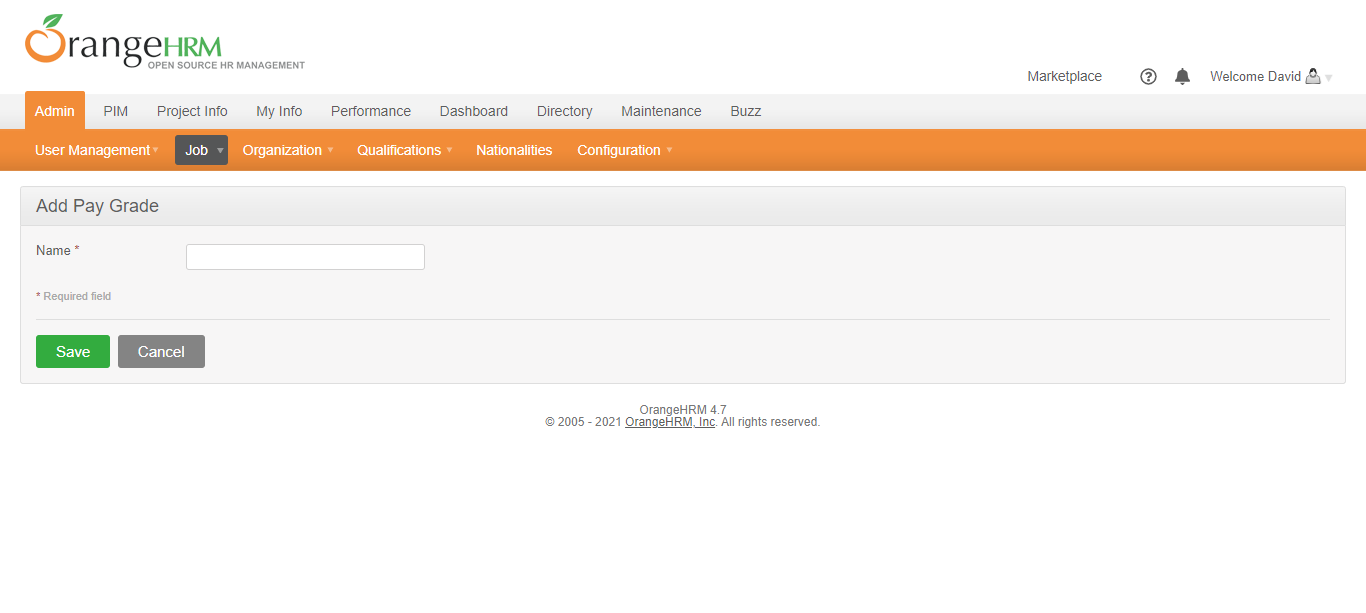 OrangeHRM
OPEN SOURCE HR MANAGEMENT
Marketplace ? Welcome David
Admin PIM Project Info My Info Performance Dashboard Directory Maintenance Buzz
User Management Job Organization Qualifications Nationalities Configuration
Add Pay Grade
Name *
* Required field
Save Cancel
OrangeHRM 4.7
© 2005 - 2021 OrangeHRM, Inc. All rights reserved.